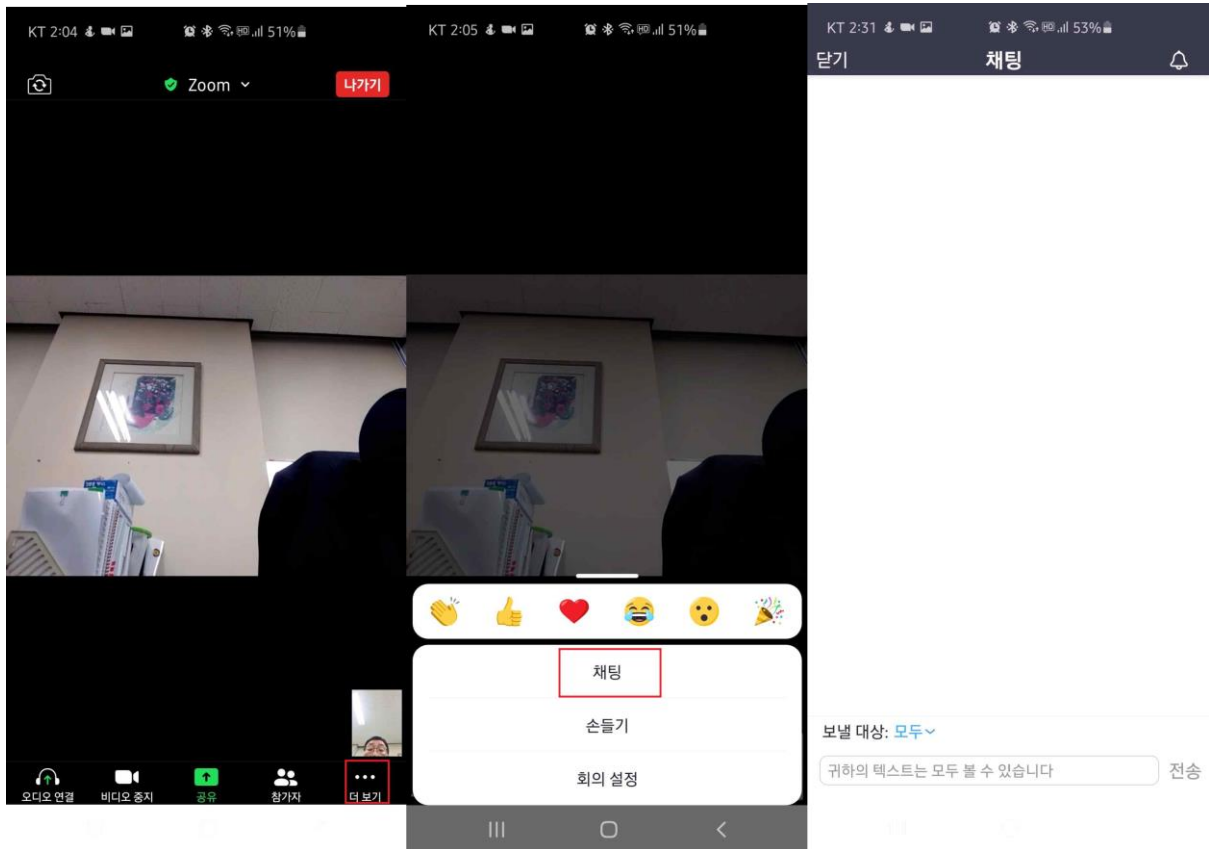 KT 2:04 51%
Zoom
나가기
오디오 연결
비디오 중지
공유
참가자
더 보기
KT 2:05 51%
채팅
손들기
회의 설정
KT 2:31 53%
닫기
채팅
보낼 대상: 모두
귀하의 텍스트는 모두 볼 수 있습니다
전송